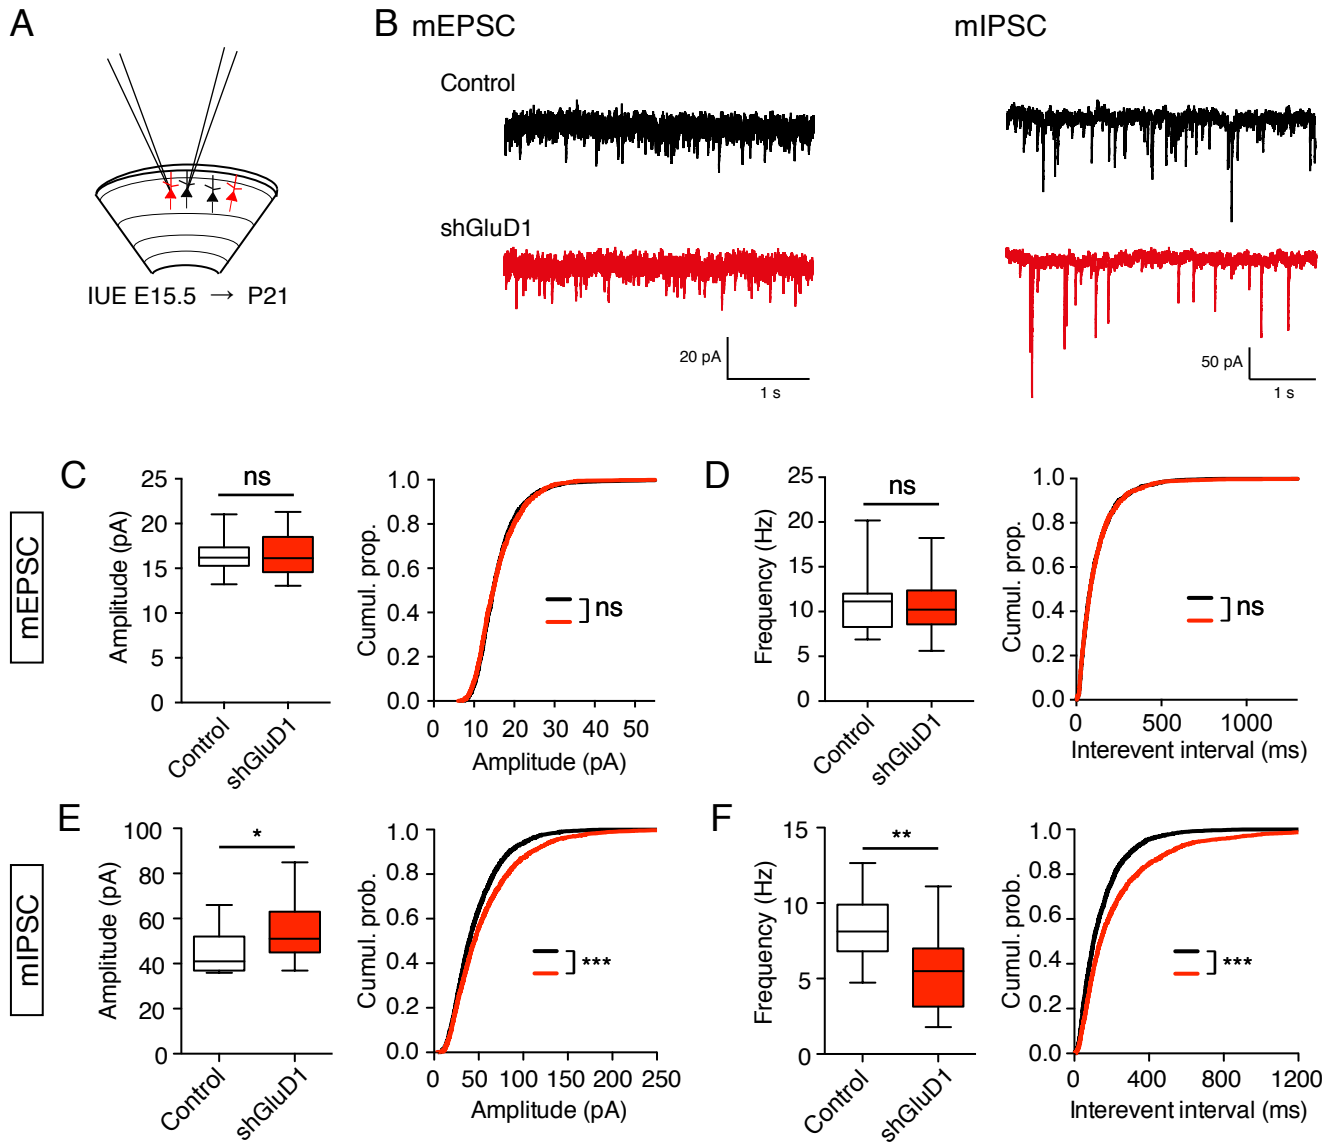 A
IUE E15.5 → P21
B mEPSC
mIPSC
Control
shGluD1
20 pA
1 s
50 pA
1 s
mEPSC
C
Amplitude (pA)
25
20
15
10
5
0
ns
Control
shGluD1
Cumul. prop.
1.0
0.8
0.6
0.4
0.2
0.0
ns
0 10 20 30 40 50
Amplitude (pA)
D
Frequency (Hz)
25
20
15
10
5
0
ns
Control
shGluD1
Cumul. prop.
1.0
0.8
0.6
0.4
0.2
0.0
ns
0 500 1000
Interevent interval (ms)
mIPSC
E
Amplitude (pA)
100
80
60
40
20
0
*
Control
shGluD1
Cumul. prob.
1.0
0.8
0.6
0.4
0.2
0.0
***
0 50 100 150 200 250
Amplitude (pA)
F
Frequency (Hz)
15
10
5
0
**
Control
shGluD1
Cumul. prob.
1.0
0.8
0.6
0.4
0.2
0.0
***
0 400 800 1200
Interevent interval (ms)